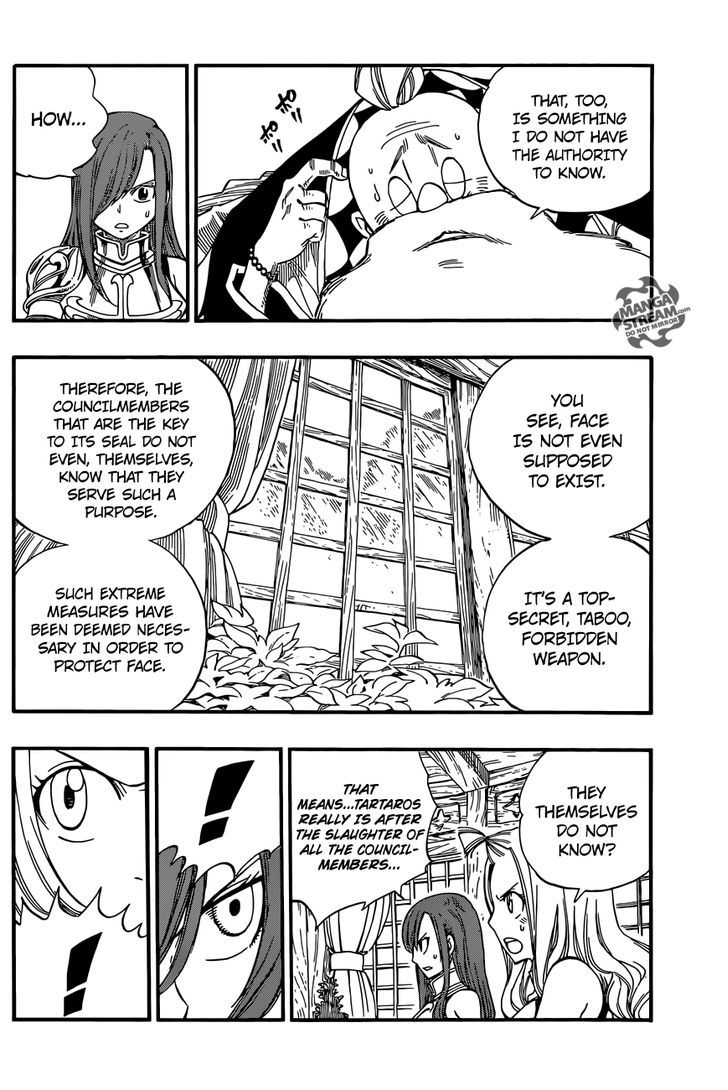 THAT, TOO,
IS SOMETHING
I DO NOT HAVE
THE AUTHORITY
TO KNOW.
HOW...
MANGA
STREAM.com
DO NOT MIRROR
YOU
SEE, FACE
IS NOT EVEN
SUPPOSED
TO EXIST.
IT'S A TOP-
SECRET, TABOO,
FORBIDDEN
WEAPON.
THEREFORE, THE
COUNCILMEMBERS
THAT ARE THE KEY
TO ITS SEAL DO NOT
EVEN, THEMSELVES,
KNOW THAT THEY
SERVE SUCH A
PURPOSE.
SUCH EXTREME
MEASURES HAVE
BEEN DEEMED NECES-
SARY IN ORDER TO
PROTECT FACE.
THEY
THEMSELVES
DO NOT
KNOW?
THAT
MEANS...TARTAROS
REALLY IS AFTER
THE SLAUGHTER OF
ALL THE COUNCIL-
MEMBERS...
!
!